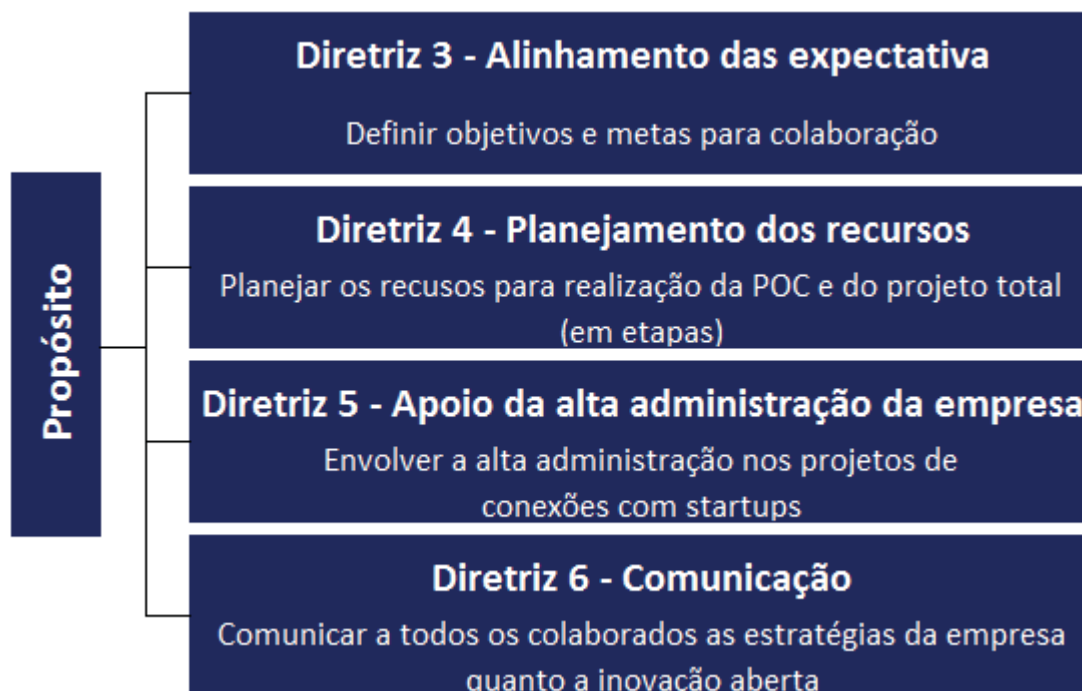 Propósito
Diretriz 3 - Alinhamento das expectativa
Definir objetivos e metas para colaboração
Diretriz 4 - Planejamento dos recursos
Planejar os recusos para realização da POC e do projeto total
(em etapas)
Diretriz 5 - Apoio da alta administração da empresa
Envolver a alta administração nos projetos de
conexões com startups
Diretriz 6 - Comunicação
Comunicar a todos os colaborados as estratégias da empresa
quanto a inovação aberta